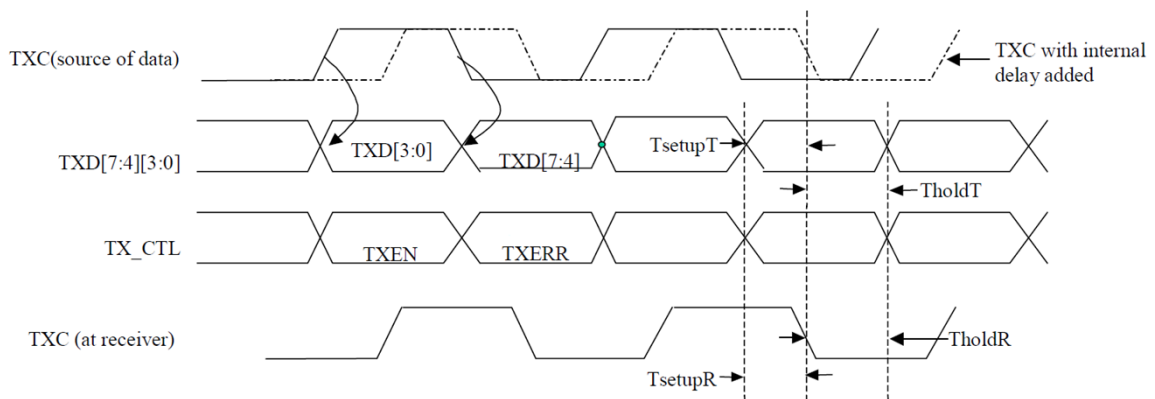 TXC(source of data)
TXC with internal
delay added
TXD[7:4][3:0]
TXD[3:0]
TXD[7:4]
TsetupT
TholdT
TX_CTL
TXEN
TXERR
TXC (at receiver)
TholdR
TsetupR